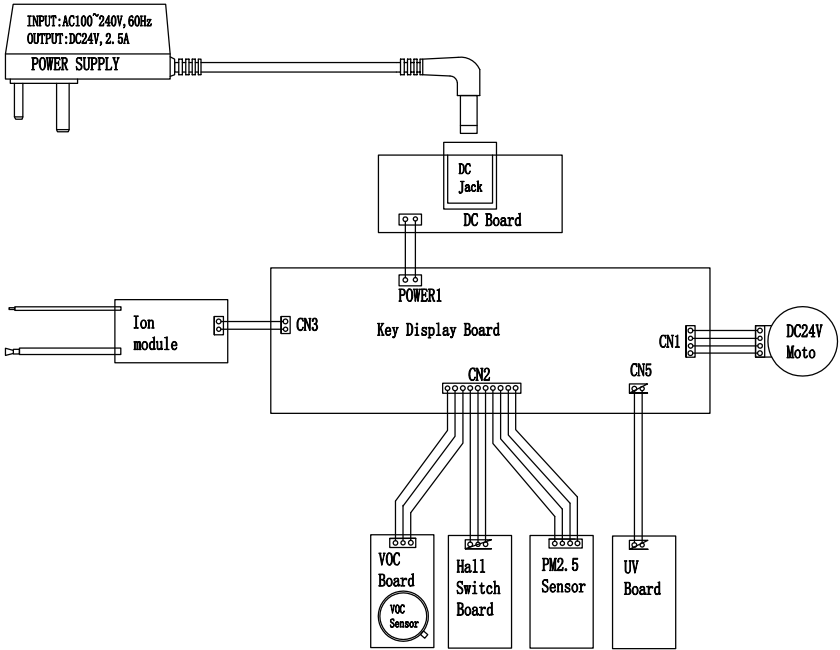 INPUT:AC100~240V,60Hz
OUTPUT:DC24V,2.5A
POWER SUPPLY
DC
Jack
DC Board
POWER1
Ion
module
CN3
Key Display Board
CN1
DC24V
Moto
CN2
CN5
VOC
Board
VOC
Sensor
Hall
Switch
Board
PM2.5
Sensor
UV
Board